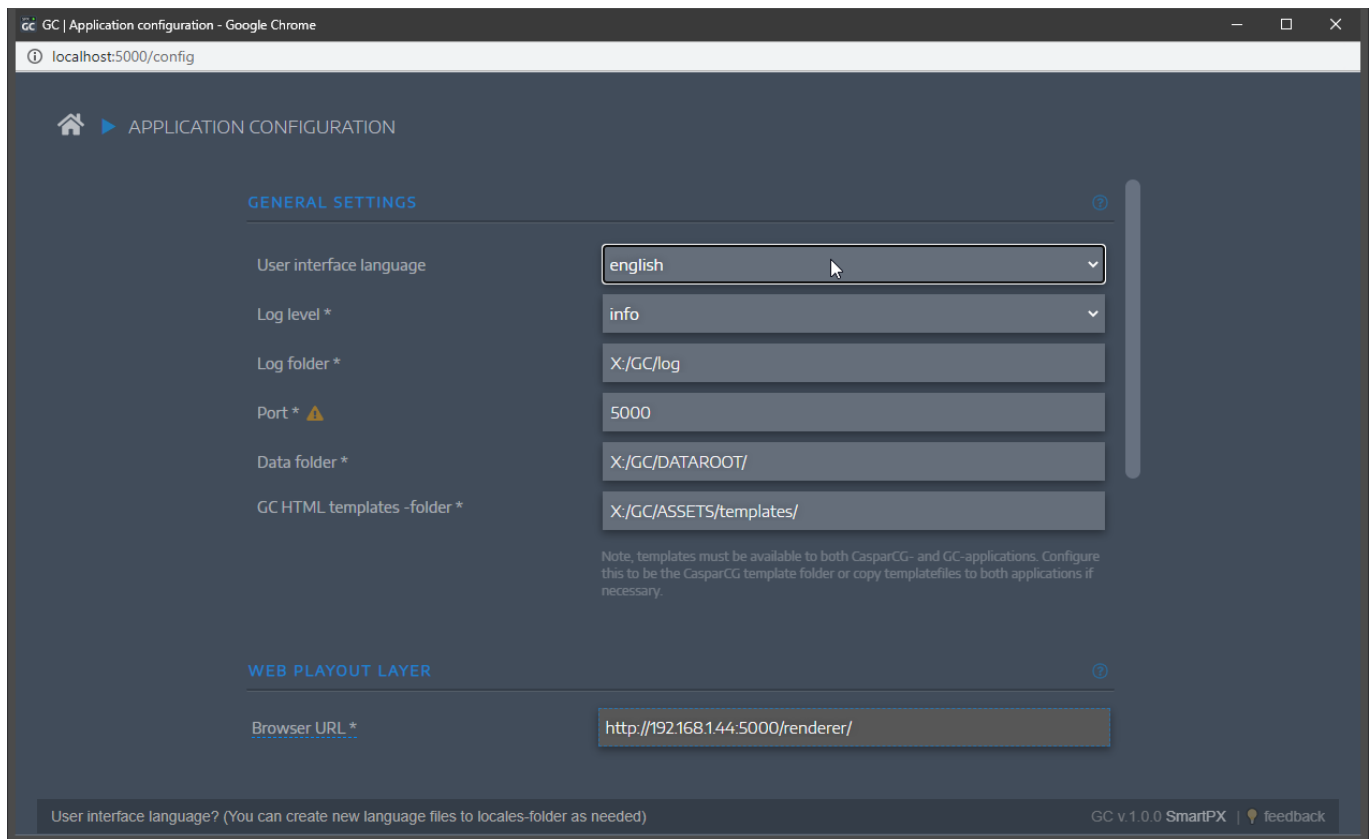 GC GC | Application configuration - Google Chrome
localhost:5000/config
APPLICATION CONFIGURATION
GENERAL SETTINGS
User interface language english
Log level * info
Log folder * X:/GC/log
Port * 5000
Data folder * X:/GC/DATAROOT/
GC HTML templates -folder * X:/GC/ASSETS/templates/
Note, templates must be available to both CasparCG- and GC-applications. Configure
this to be the CasparCG template folder or copy templatefiles to both applications if
necessary.
WEB PLAYOUT LAYER
Browser URL * http://192.168.1.44:5000/renderer/
User interface language? (You can create new language files to locales-folder as needed) GC v.1.0.0 SmartPX | feedback